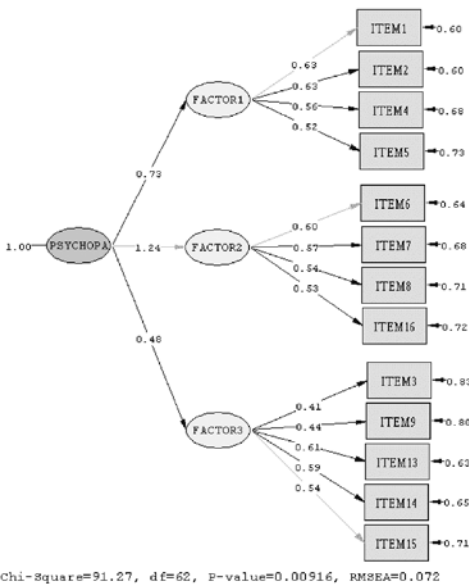 ITEM1 0.60
0.63
ITEM2 0.60
0.63
FACTOR1
0.56
ITEM4 0.68
0.52
ITEM5 0.73
0.73
ITEM6 0.64
0.60
1.00 PSYCHOPA 1.24 FACTOR2
0.57
ITEM7 0.68
0.54
ITEM8 0.71
0.53
ITEM16 0.72
0.48
ITEM3 0.83
0.41
ITEM9 0.80
0.44
FACTOR3
0.61
ITEM13 0.63
0.59
ITEM14 0.65
0.54
ITEM15 0.71
Chi-Square=91.27, df=62, P-value=0.00916, RMSEA=0.072